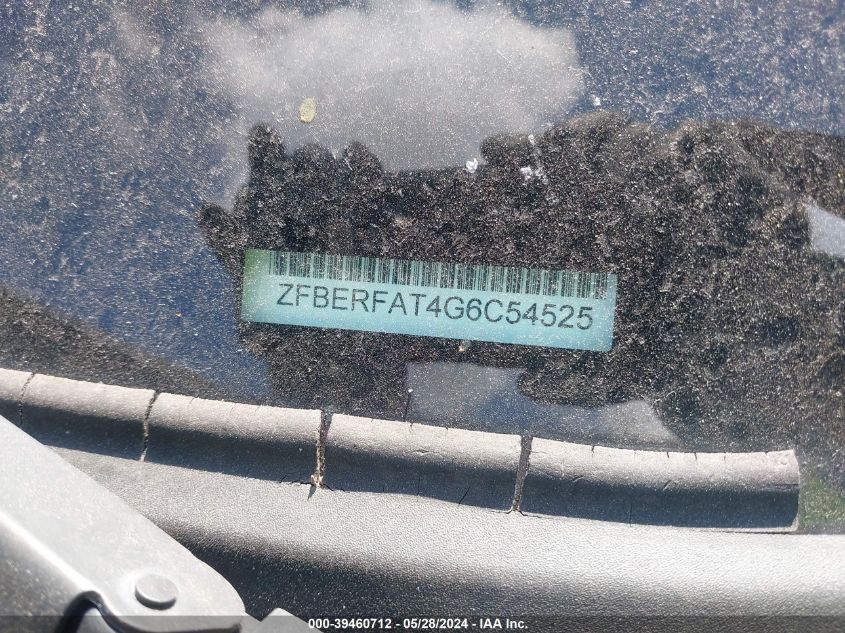 ZFBERFAT4G6C54525
000-39460712 - 05/28/2024 - IAA Inc.